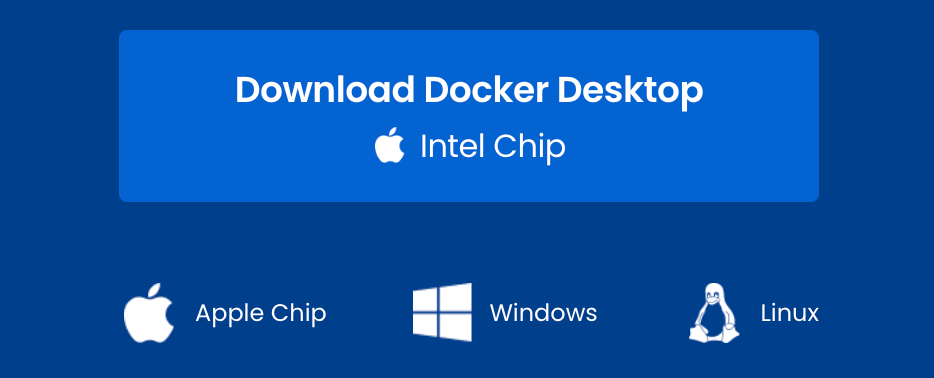 Download Docker Desktop
Intel Chip
Apple Chip
Windows
Linux